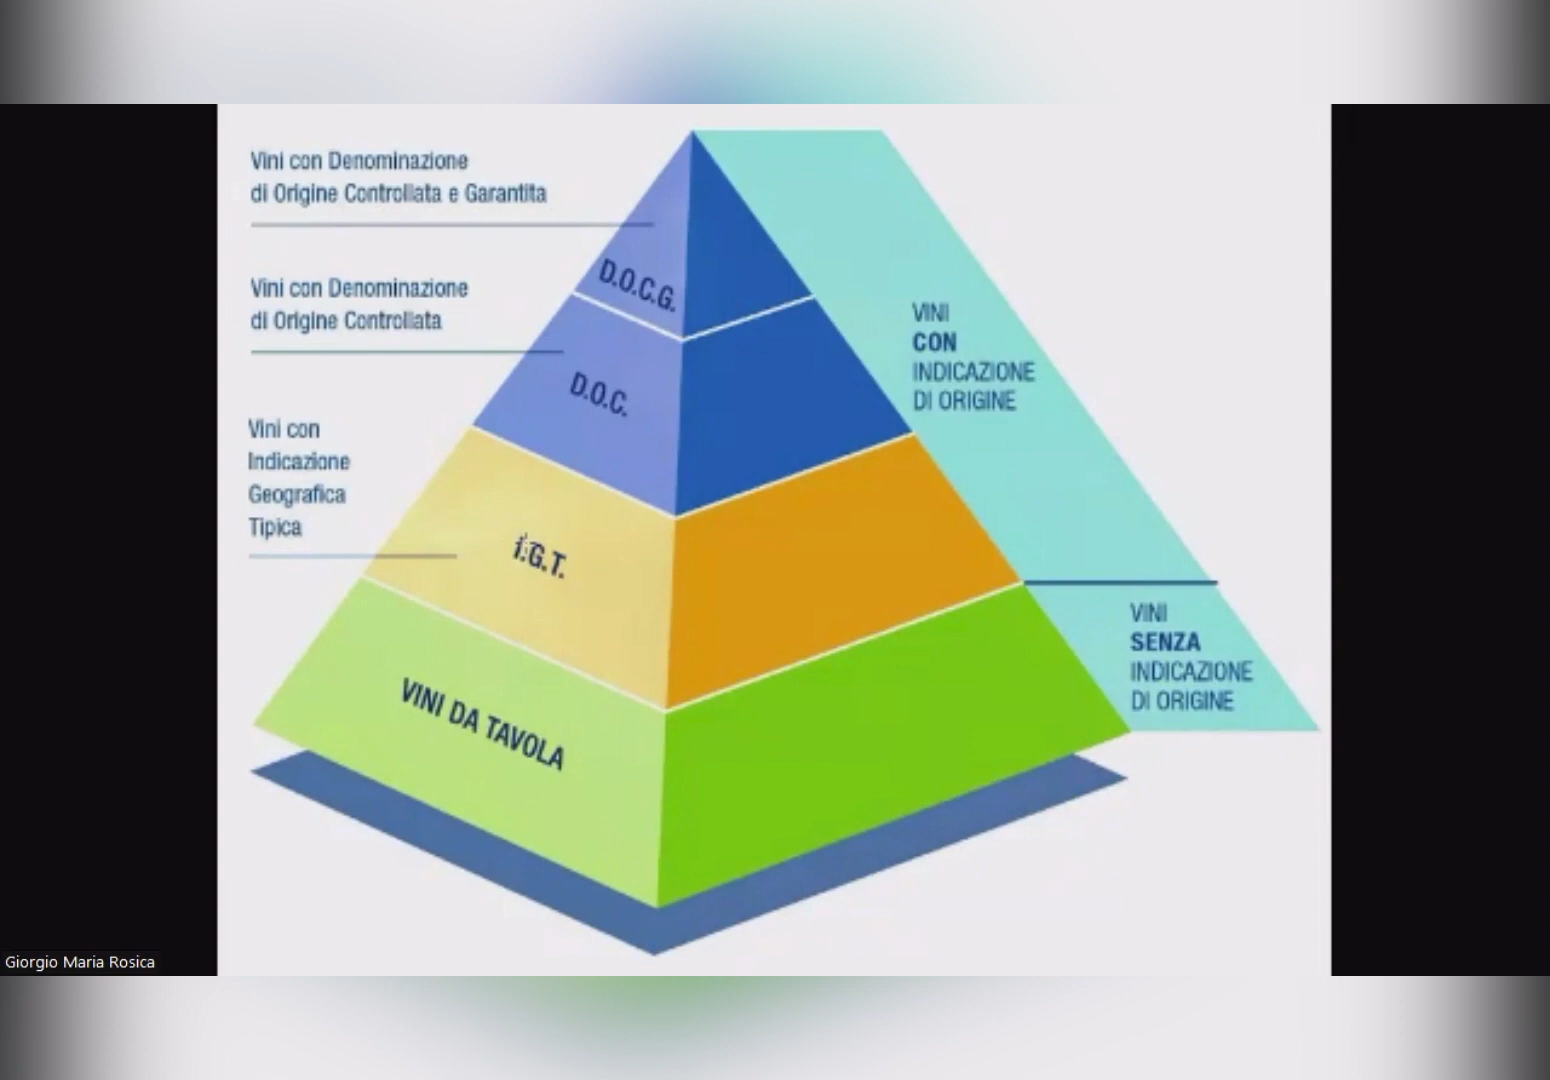 Vini con Denominazione
di Origine Controllata e Garantita
D.O.C.G.
Vini con Denominazione
di Origine Controllata
D.O.C.
Vini con
Indicazione
Geografica
Tipica
I.G.T.
VINI DA TAVOLA
VINI
CON
INDICAZIONE
DI ORIGINE
VINI
SENZA
INDICAZIONE
DI ORIGINE
Giorgio Maria Rosica